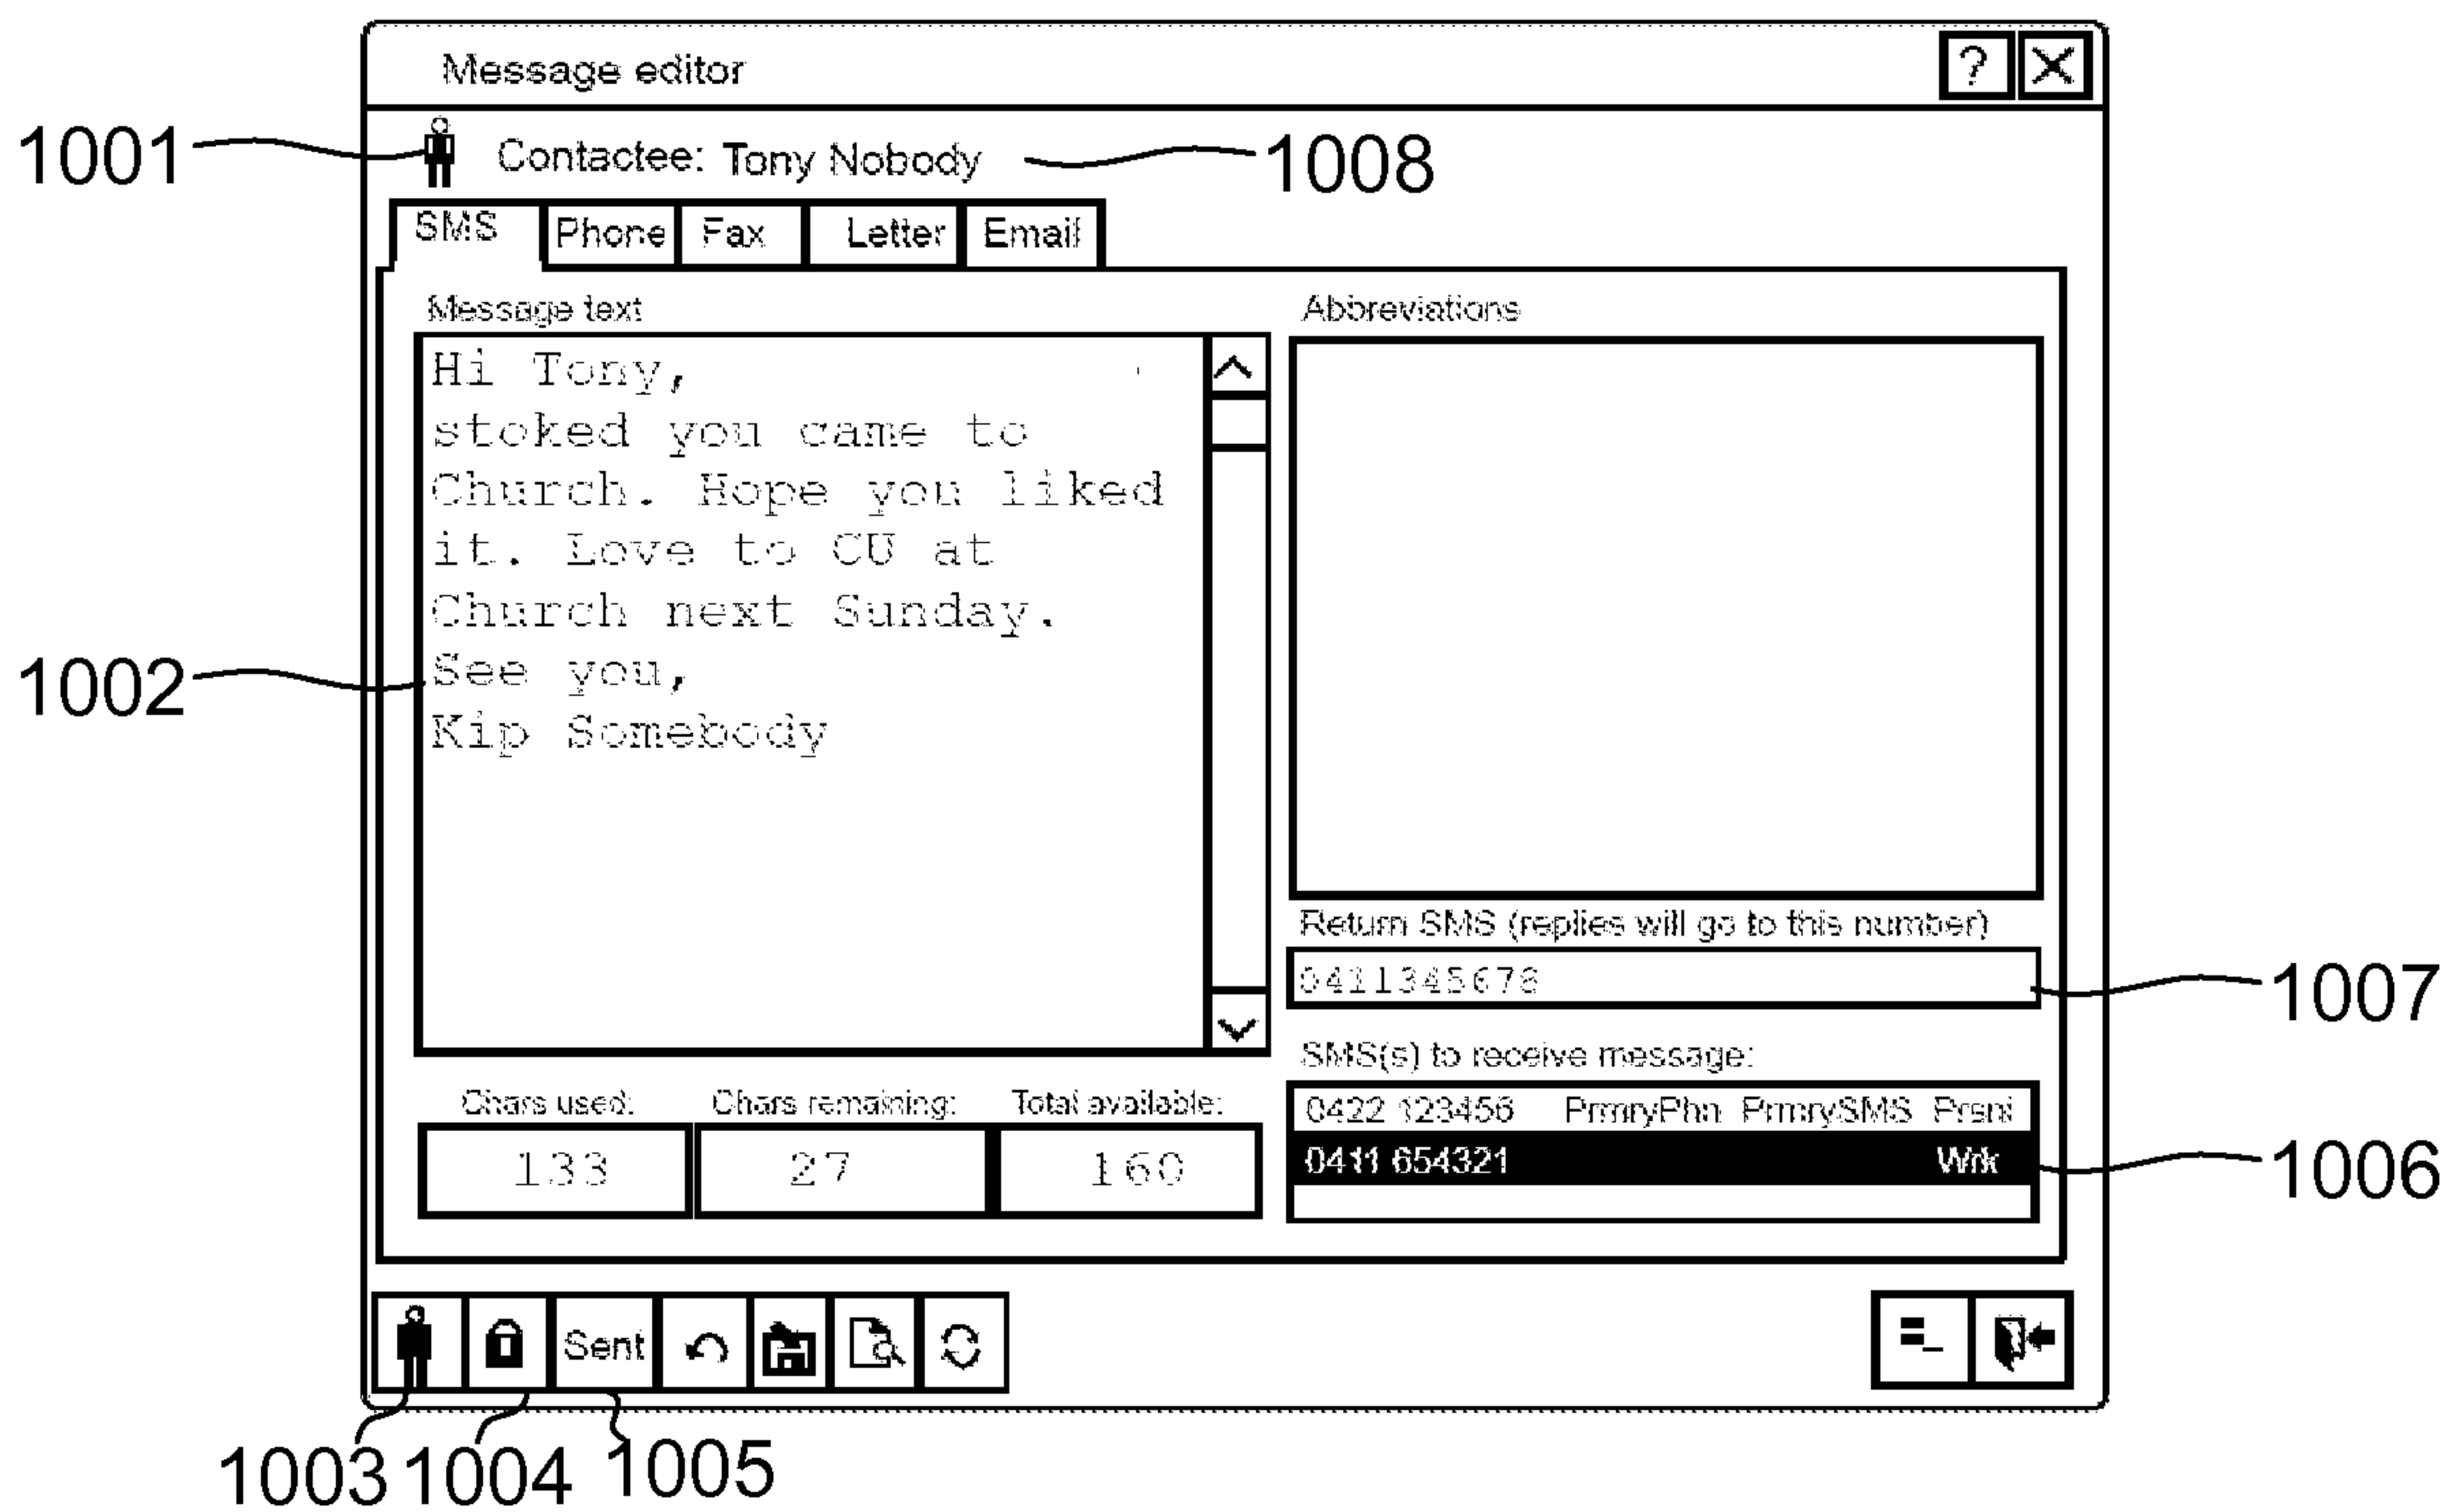 Message editor ?
1001 Contactee: Tony Nobody 1008
SMS Phone Fax Letter Email
Message text
Hi Tony,
stoked you came to
Church. Hope you liked
it. Love to CU at
Church next Sunday.
See you,
Kip Somebody
1002
Abbreviations
Return SMS (replies will go to this number)
0411345678
1007
SMS(s) to receive message:
0422 123456 PrmryPhn PrmrySMS Prsnl
0411 654321 Wrk
1006
Chars used: Chars remaining: Total available:
133 27 160
Sent
1003 1004 1005